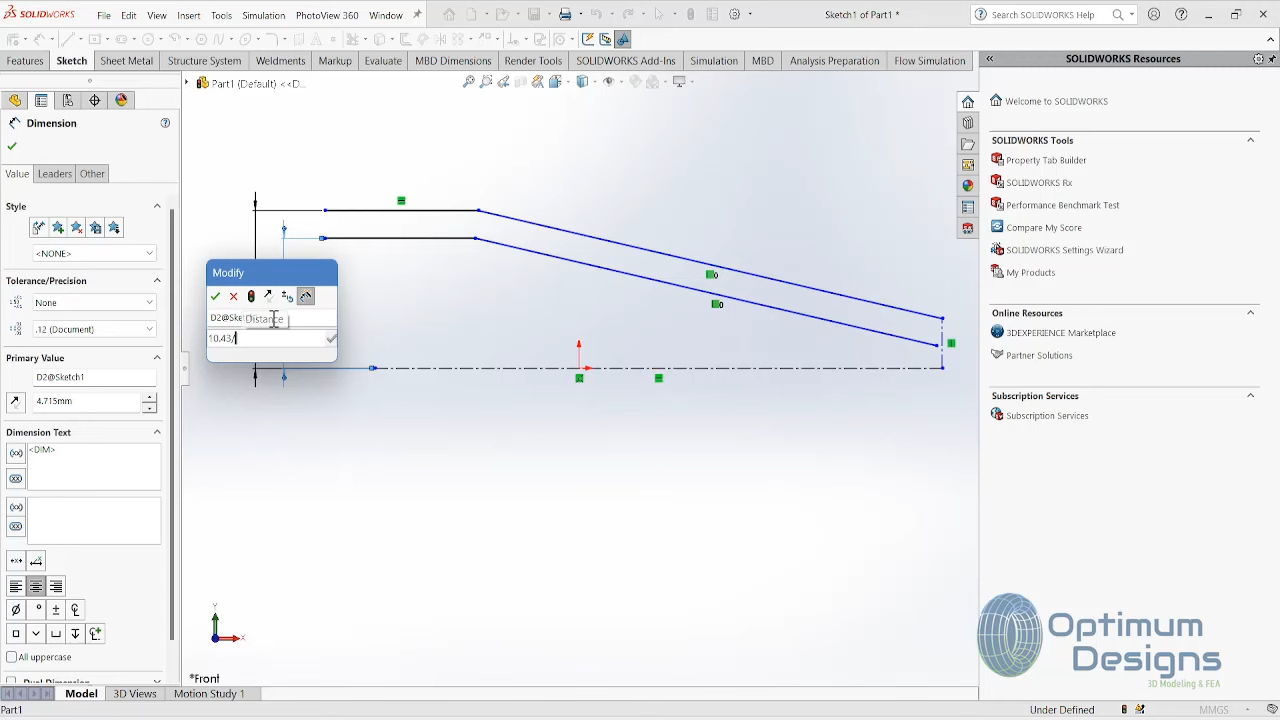 SOLIDWORKS File Edit View Insert Tools Simulation PhotoView 360 Window Sketch1 of Part1 * Search SOLIDWORKS Help
Features Sketch Sheet Metal Structure System Weldments Markup Evaluate MBD Dimensions Render Tools SOLIDWORKS Add-Ins Simulation MBD Analysis Preparation Flow Simulation
SOLIDWORKS Resources
Part1 (Default) <<D...
Dimension
Value Leaders Other
Style
<NONE>
Tolerance/Precision
None
.12 (Document)
Primary Value
D2@Sketch1
4.715mm
Dimension Text
<DIM>
All uppercase
Dual Dimension
Modify
D2@Ske
Distance
10.43/
0
0
Y
X
*Front
Welcome to SOLIDWORKS
SOLIDWORKS Tools
Property Tab Builder
SOLIDWORKS Rx
Performance Benchmark Test
Compare My Score
SOLIDWORKS Settings Wizard
My Products
Online Resources
3DEXPERIENCE Marketplace
Partner Solutions
Subscription Services
Subscription Services
Optimum
Designs
3D Modeling & FEA
Model 3D Views Motion Study 1
Part1 Under Defined MMGS